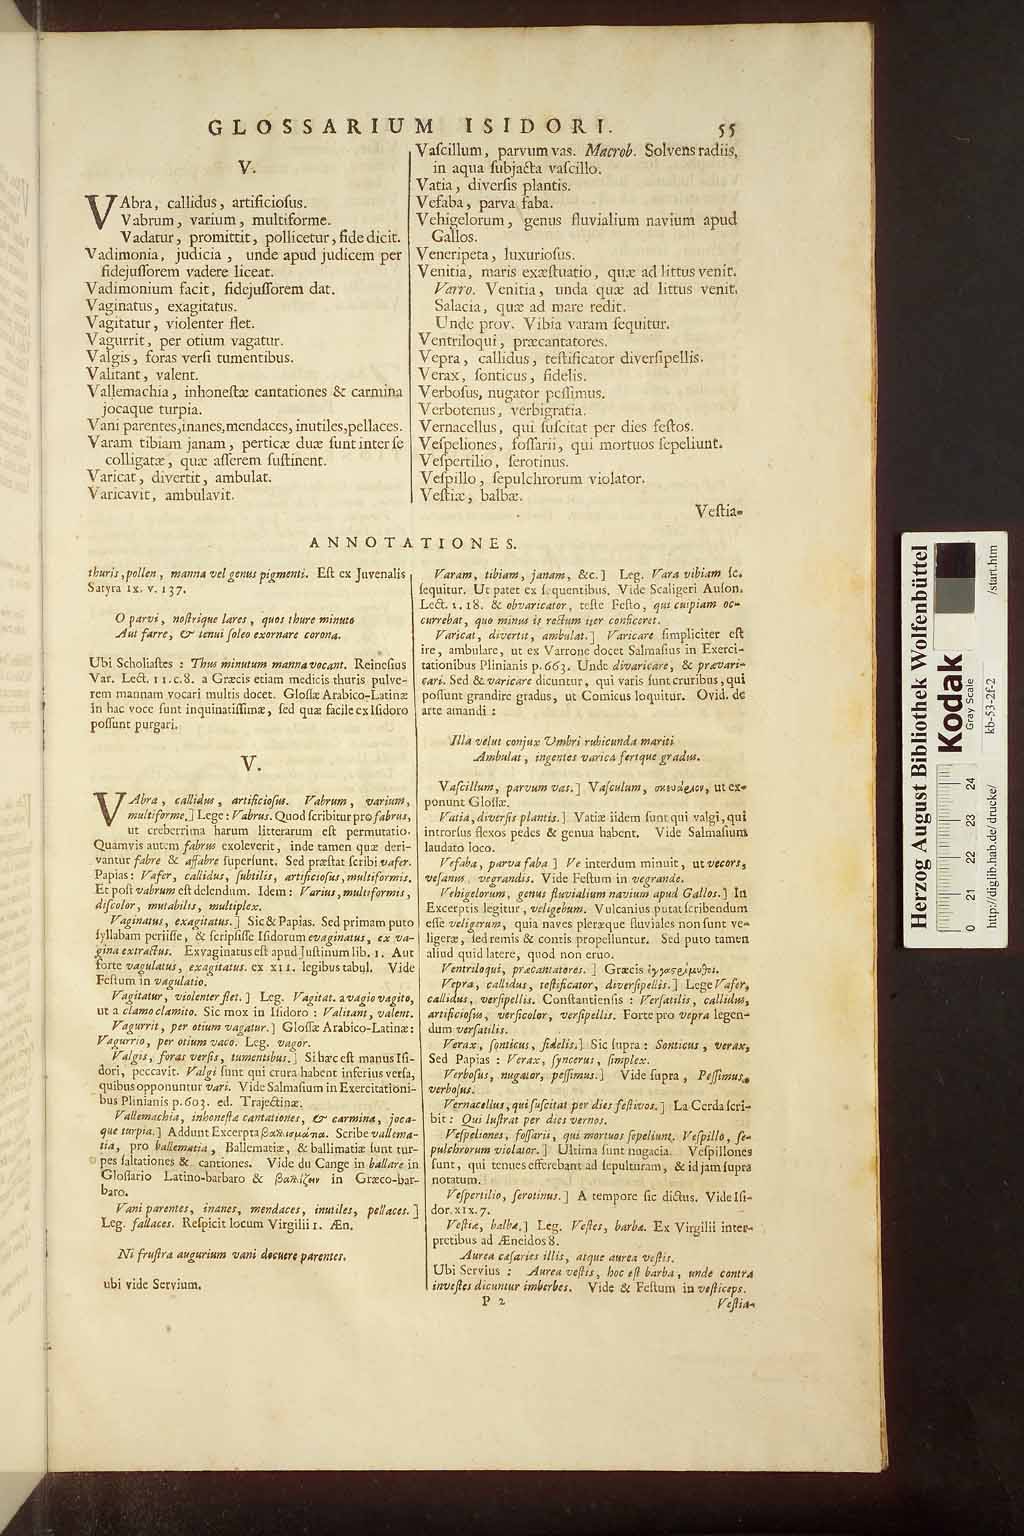 GLOSSARIUM ISIDORI. 55
V.
VAbra, callidus, artificiosus.
Vabrum, varium, multiforme.
Vadatur, promittit, pollicetur, fide dicit.
Vadimonia, judicia, unde apud judicem per
fidejussorem vadere liceat.
Vadimonium facit, fidejussorem dat.
Vaginatus, exagitatus.
Vagitatur, violenter flet.
Vagurrit, per otium vagatur.
Valgis, foras versi tumentibus.
Valitant, valent.
Vallemachia, inhonestæ cantationes & carmina
jocaque turpia.
Vani parentes, inanes, mendaces, inutiles, pellaces.
Varam tibiam janam, perticæ duæ sunt inter se
colligatæ, quæ asserem sustinent.
Varicat, divertit, ambulat.
Varicavit, ambulavit.
Vascillum, parvum vas. Macrob. Solvens radiis,
in aqua subjacta vascillo.
Vatia, diversis plantis.
Vefaba, parva faba.
Vehigelorum, genus fluvialium navium apud
Gallos.
Veneripeta, luxuriosus.
Venitia, maris exæstuatio, quæ ad littus venit.
Varro. Venitia, unda quæ ad littus venit.
Salacia, quæ ad mare redit.
Unde prov. Vibia varam sequitur.
Ventriloqui, præcantatores.
Vepra, callidus, testificator diversipellis.
Verax, sonticus, fidelis.
Verbosus, nugator pessimus.
Verbotenus, verbigratia.
Vernacellus, qui suscitat per dies festos.
Vespeliones, fossarii, qui mortuos sepeliunt.
Vespertilio, serotinus.
Vespillo, sepulchrorum violator.
Vestiæ, balbæ.
Vestia-
ANNOTATIONES.
thuris, pollen, manna vel genus pigmenti. Est ex Juvenalis
Satyra IX. v. 137.
O parvi, nostrique lares, quos thure minuto
Aut farre, & tenui soleo exornare corona.
Ubi Scholiastes: Thus minutum manna vocant. Reinesius
Var. Lect. 11. c. 8. a Græcis etiam medicis thuris pulve-
rem mannam vocari multis docet. Glossæ Arabico-Latinæ
in hac voce sunt inquinatissimæ, sed quæ facile ex Isidoro
possunt purgari.
V.
VAbra, callidus, artificiosus. Vabrum, varium,
multiforme.] Lege: Vabrus. Quod scribitur pro fabrus,
ut creberrima harum litterarum est permutatio.
Quamvis autem fabrus exoleverit, inde tamen quæ deri-
vantur fabre & affabre supersunt. Sed præstat scribi vafer.
Papias: Vafer, callidus, subtilis, artificiosus, multiformis.
Et post vabrum est delendum. Idem: Varius, multiformis,
discolor, mutabilis, multiplex.
Vaginatus, exagitatus.] Sic & Papias. Sed primam puto
syllabam periisse, & scripsisse Isidorum evaginatus, ex va-
gina extractus. Exvaginatus est apud Justinum lib. 1. Aut
forte vagulatus, exagitatus. ex XII. legibus tabul. Vide
Festum in vagulatio.
Vagitatur, violenter flet.] Leg. Vagitat. a vagio vagito,
ut a clamo clamito. Sic mox in Isidoro: Valitant, valent.
Vagurrit, per otium vagatur.] Glossæ Arabico-Latinæ:
Vagurrio, per otium vaco. Leg. vagor.
Valgis, foras versis, tumentibus.] Si hæc est manus Isi-
dori, peccavit. Valgi sunt qui crura habent inferius versa,
quibus opponuntur vari. Vide Salmasium in Exercitationi-
bus Plinianis p. 603. ed. Trajectinæ.
Vallemachia, inhonestæ cantationes, & carmina, joca-
que turpia.] Addunt Excerpta βαλλισμάτια. Scribe vallema-
tia, pro ballematia, Ballematiæ, & ballimatiæ sunt tur-
pes saltationes & cantiones. Vide du Cange in ballare in
Glossario Latino-barbaro & βαλλίζειν in Græco-bar-
baro.
Vani parentes, inanes, mendaces, inutiles, pellaces.]
Leg. fallaces. Respicit locum Virgilii I. Æn.
Ni frustra augurium vani docuere parentes.
ubi vide Servium.
Varam, tibiam, janam, &c.] Leg. Vara vibiam sc.
sequitur. Ut patet ex sequentibus. Vide Scaligeri Auson.
Lect. 1. 18. & obvaricator, teste Festo, qui cuipiam oc-
currebat, quo minus is rectum iter conficeret.
Varicat, divertit, ambulat.] Varicare simpliciter est
ire, ambulare, ut ex Varrone docet Salmasius in Exerci-
tationibus Plinianis p. 663. Unde divaricare, & prævari-
cari. Sed & varicare dicuntur, qui varis sunt cruribus, qui
possunt grandire gradus, ut Comicus loquitur. Ovid. de
arte amandi:
Illa velut conjux Umbri rubicunda mariti
Ambulat, ingentes varica fertque gradus.
Vascillum, parvum vas.] Vasculum, σκευάριον, ut ex-
ponunt Glossæ.
Vatia, diversis plantis.] Vatiæ iidem sunt qui valgi, qui
introrsus flexos pedes & genua habent. Vide Salmasium
laudato loco.
Vefaba, parva faba] Ve interdum minuit, ut vecors,
vesanus, vegrandis. Vide Festum in vegrande.
Vehigelorum, genus fluvialium navium apud Gallos.] In
Excerptis legitur, veligebum. Vulcanius putat scribendum
esse veligerum, quia naves pleræque fluviales non sunt ve-
ligeræ, sed remis & contis propelluntur. Sed puto tamen
aliud quid latere, quod non eruo.
Ventriloqui, præcantatores.] Græcis ἐγγαστρίμυθοι.
Vepra, callidus, testificator, diversipellis.] Lege Vafer,
callidus, versipellis. Constantiensis: Versatilis, callidus,
artificiosus, versicolor, versipellis. Forte pro vepra legen-
dum versatilis.
Verax, sonticus, fidelis.] Sic supra: Sonticus, verax,
Sed Papias: Verax, syncerus, simplex.
Verbosus, nugator, pessimus.] Vide supra, Pessimus,
verbosus.
Vernacellus, qui suscitat per dies festivos.] La Cerda scri-
bit: Qui lustrat per dies vernos.
Vespeliones, fossarii, qui mortuos sepeliunt. Vespillo, se-
pulchrorum violator.] Ultima sunt nugacia. Vespillones
sunt, qui tenues efferebant ad sepulturam, & id jam supra
notatum.
Vespertilio, serotinus.] A tempore sic dictus. Vide Isi-
dor. XIX. 7.
Vestiæ, balbæ.] Leg. Vestes, barbæ. Ex Virgilii inter-
pretibus ad Æneidos 8.
Aurea cæsaries illis, atque aurea vestis.
Ubi Servius: Aurea vestis, hoc est barba, unde contra
investes dicuntur imberbes. Vide & Festum in vesticeps.
P 2
Vestia-
Herzog August Bibliothek Wolfenbüttel
Kodak
Gray Scale
0 21 22 23 24
http://diglib.hab.de/drucke/ kb-53-2f-2 /start.htm